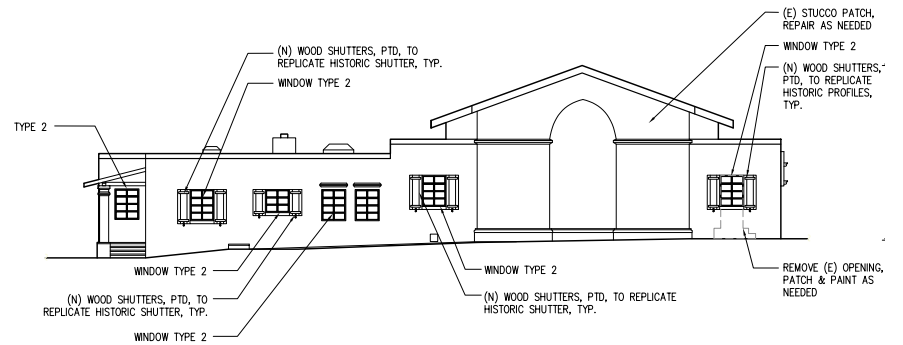 (E) STUCCO PATCH,
REPAIR AS NEEDED
WINDOW TYPE 2
(N) WOOD SHUTTERS,
PTD, TO REPLICATE
HISTORIC PROFILES,
TYP.
(N) WOOD SHUTTERS, PTD, TO
REPLICATE HISTORIC SHUTTER, TYP.
WINDOW TYPE 2
TYPE 2
WINDOW TYPE 2
(N) WOOD SHUTTERS, PTD, TO
REPLICATE HISTORIC SHUTTER, TYP.
WINDOW TYPE 2
WINDOW TYPE 2
(N) WOOD SHUTTERS, PTD, TO REPLICATE
HISTORIC SHUTTER, TYP.
REMOVE (E) OPENING,
PATCH & PAINT AS
NEEDED